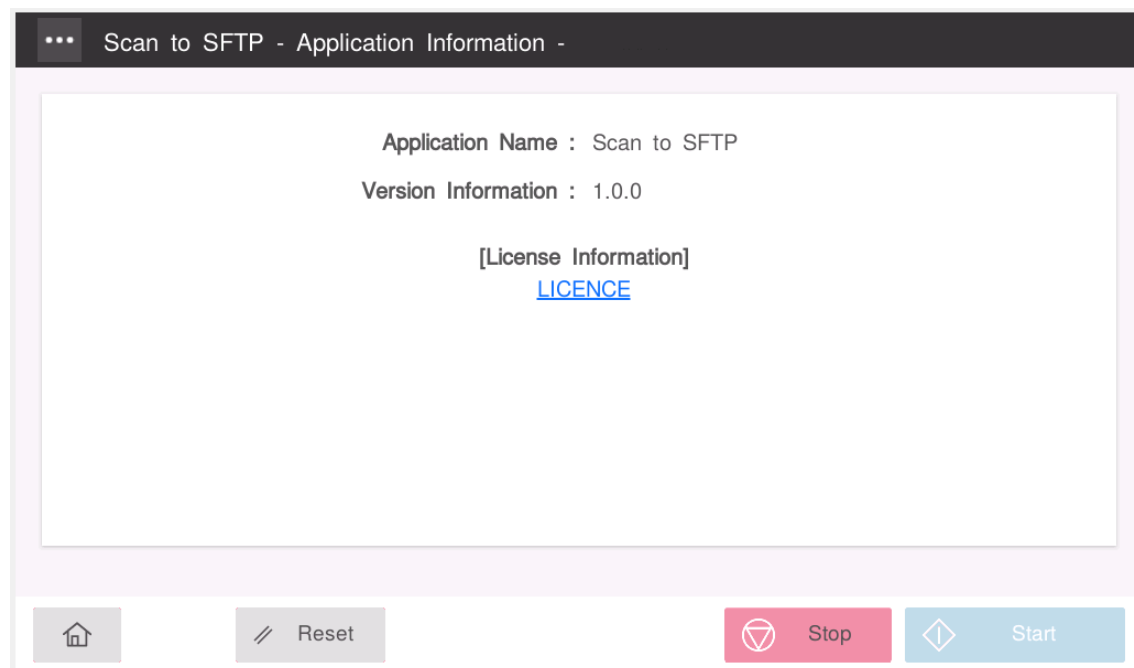 Scan to SFTP - Application Information -
Application Name : Scan to SFTP
Version Information : 1.0.0
[License Information]
LICENCE
Reset
Stop
Start